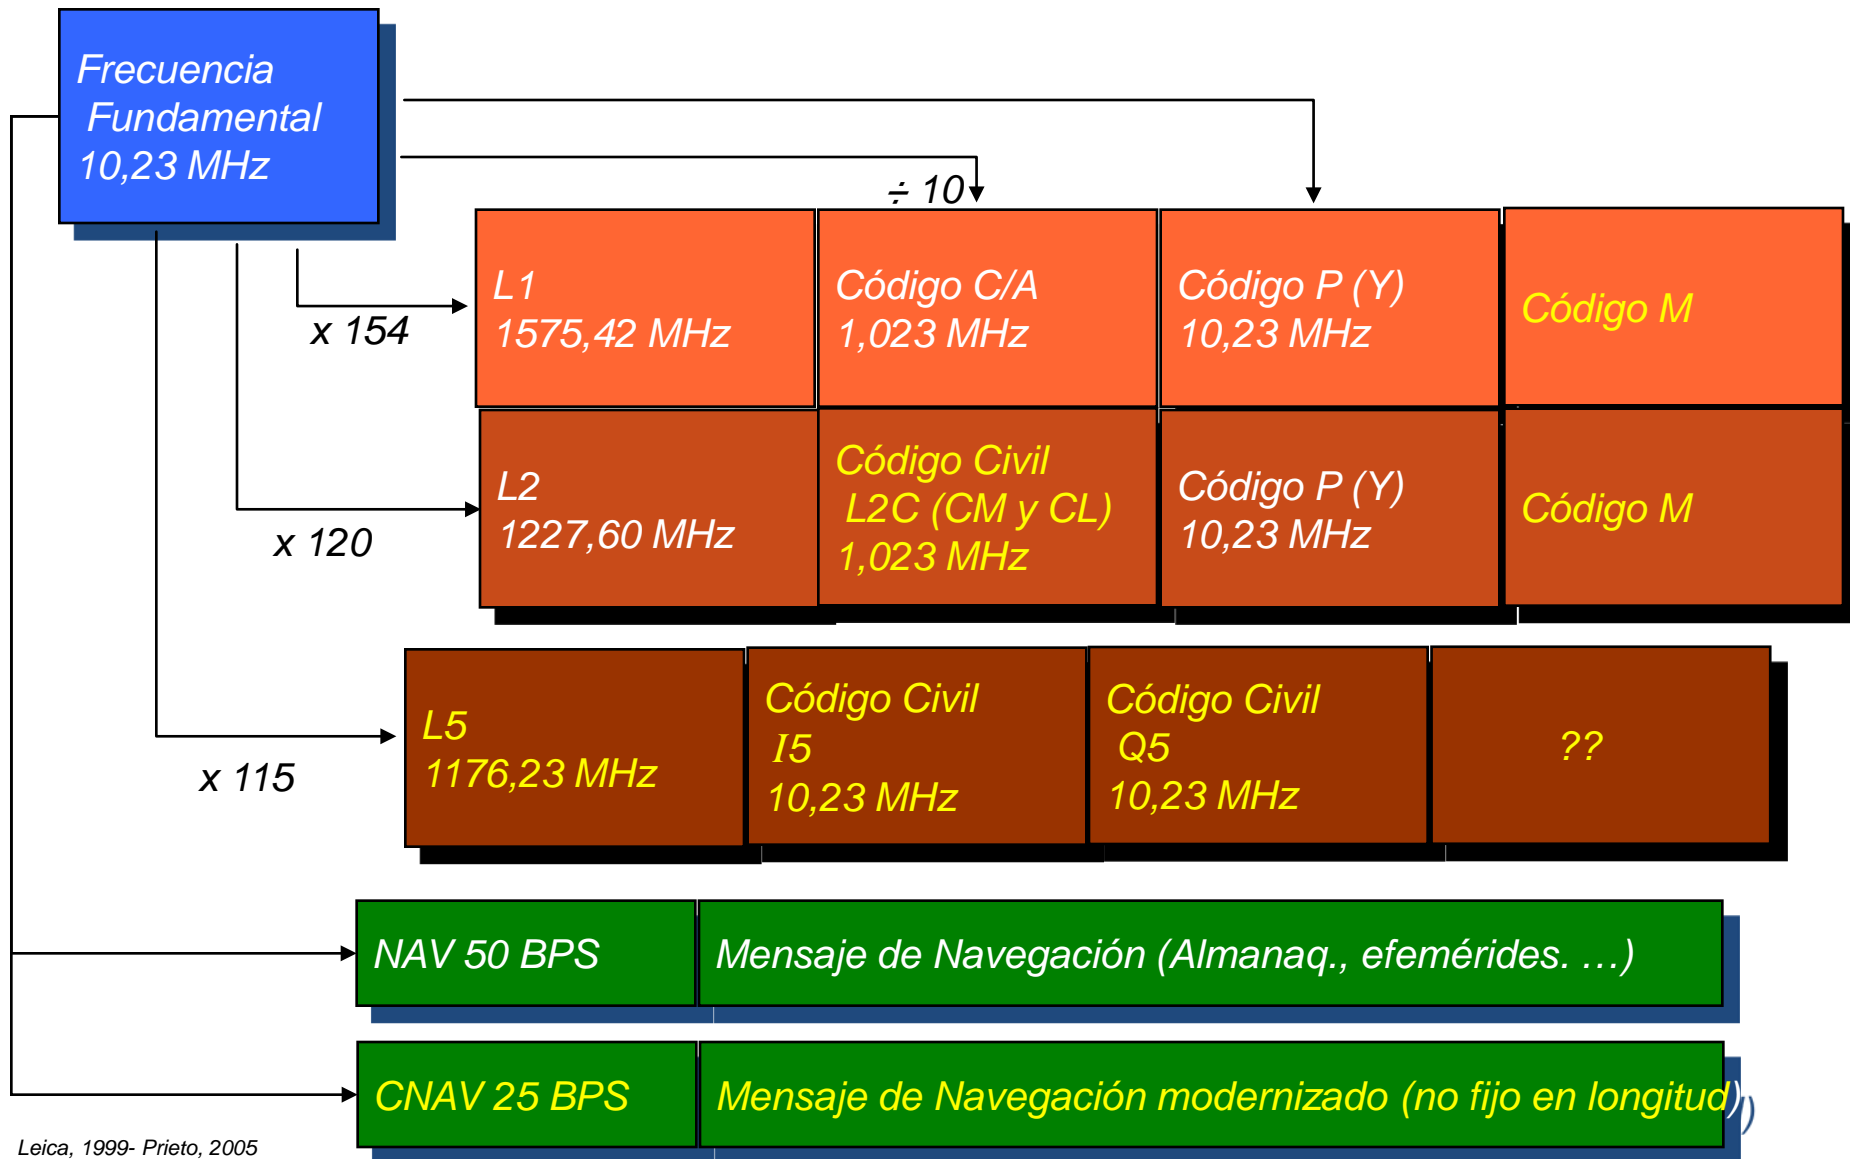 Frecuencia
Fundamental
10,23 MHz
÷ 10
L1
1575,42 MHz
Código C/A
1,023 MHz
Código P (Y)
10,23 MHz
Código M
x 154
L2
1227,60 MHz
Código Civil
L2C (CM y CL)
1,023 MHz
Código P (Y)
10,23 MHz
Código M
x 120
L5
1176,23 MHz
Código Civil
I5
10,23 MHz
Código Civil
Q5
10,23 MHz
??
x 115
NAV 50 BPS
Mensaje de Navegación (Almanaq., efemérides. …)
CNAV 25 BPS
Mensaje de Navegación modernizado (no fijo en longitud)
Leica, 1999- Prieto, 2005